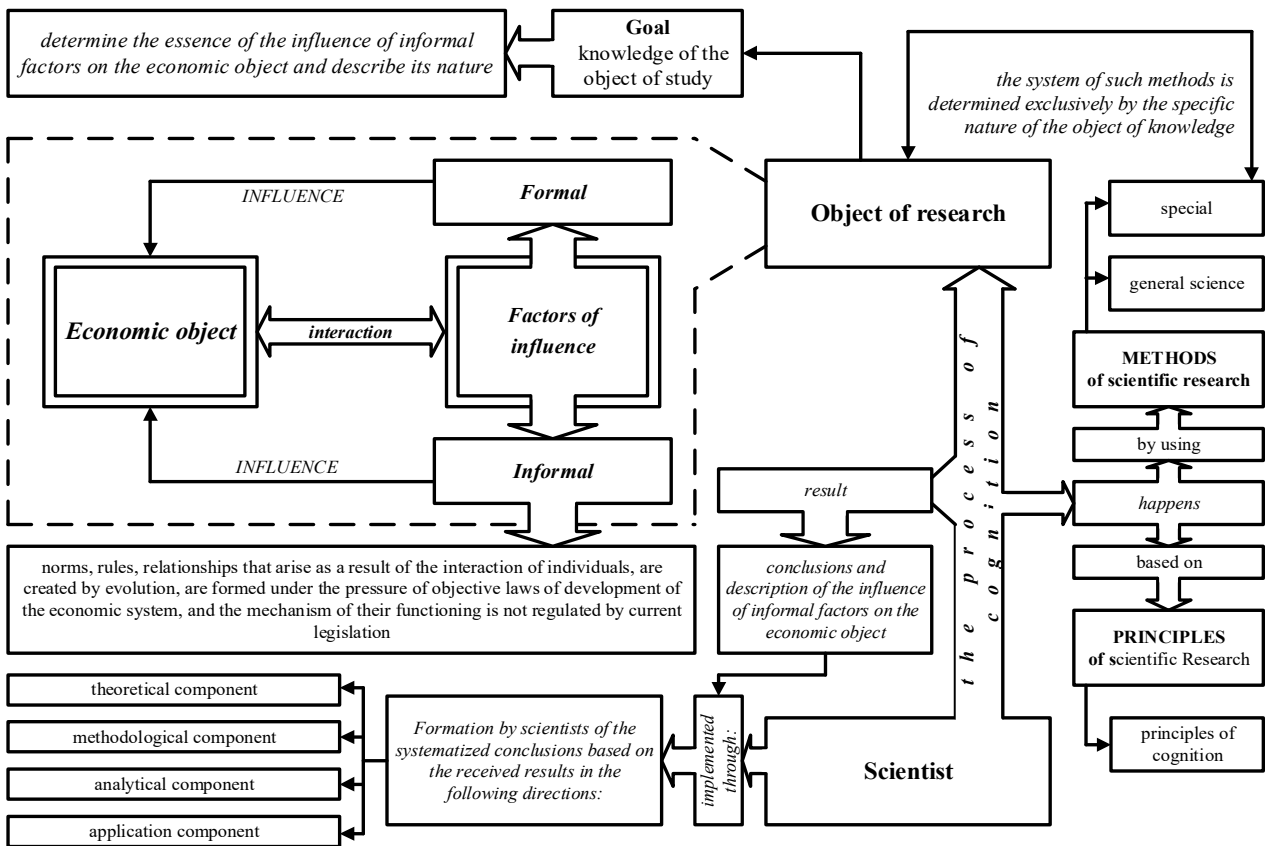 determine the essence of the influence of informal
factors on the economic object and describe its nature
Goal
knowledge of the
object of study
the system of such methods is
determined exclusively by the specific
nature of the object of knowledge
Formal
INFLUENCE
Object of research
special
general science
Economic object
interaction
Factors of
influence
METHODS
of scientific research
by using
the process of
cognition
INFLUENCE
Informal
result
happens
based on
norms, rules, relationships that arise as a result of the interaction of individuals, are
created by evolution, are formed under the pressure of objective laws of development of
the economic system, and the mechanism of their functioning is not regulated by current
legislation
conclusions and
description of the influence
of informal factors on the
economic object
PRINCIPLES
of scientific Research
principles of
cognition
theoretical component
methodological component
analytical component
application component
Formation by scientists of the
systematized conclusions based on
the received results in the
following directions:
implemented
through:
Scientist